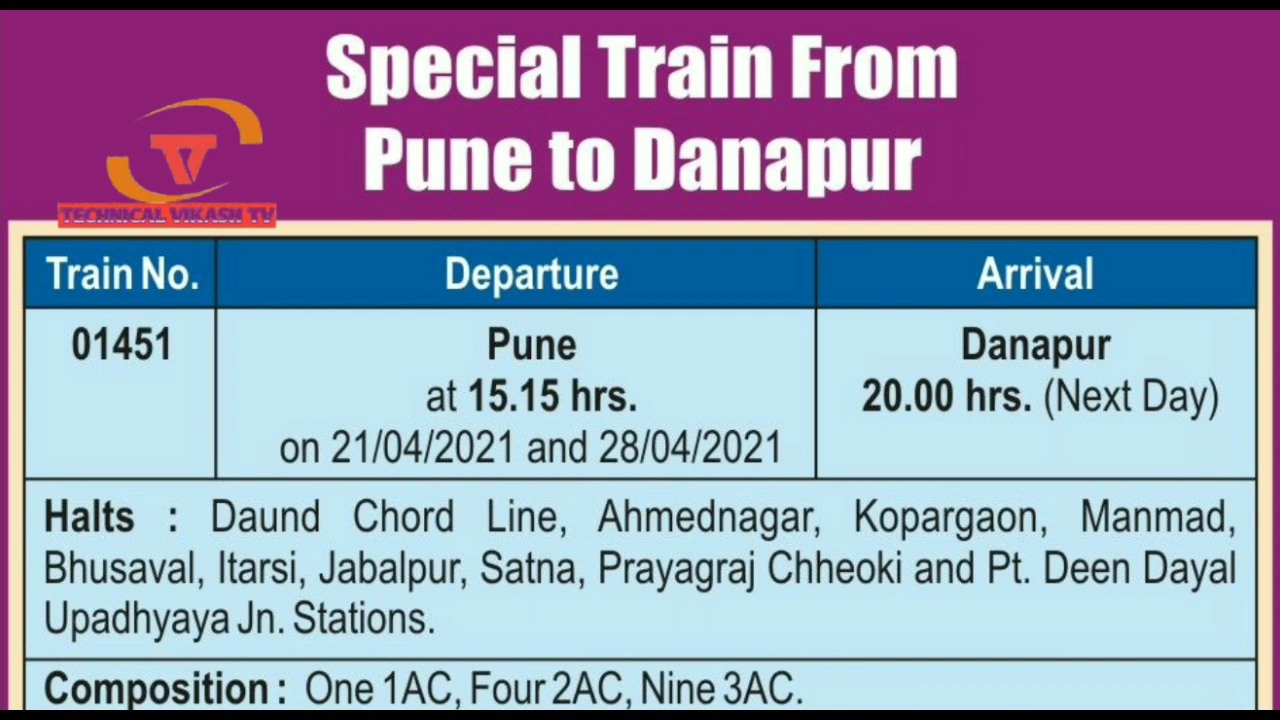 Special Train From
Pune to Danapur
TV
TECHNICAL VIKASH TV
Train No. Departure Arrival
01451 Pune Danapur
at 15.15 hrs. 20.00 hrs. (Next Day)
on 21/04/2021 and 28/04/2021
Halts : Daund Chord Line, Ahmednagar, Kopargaon, Manmad,
Bhusaval, Itarsi, Jabalpur, Satna, Prayagraj Chheoki and Pt. Deen Dayal
Upadhyaya Jn. Stations.
Composition : One 1AC, Four 2AC, Nine 3AC.